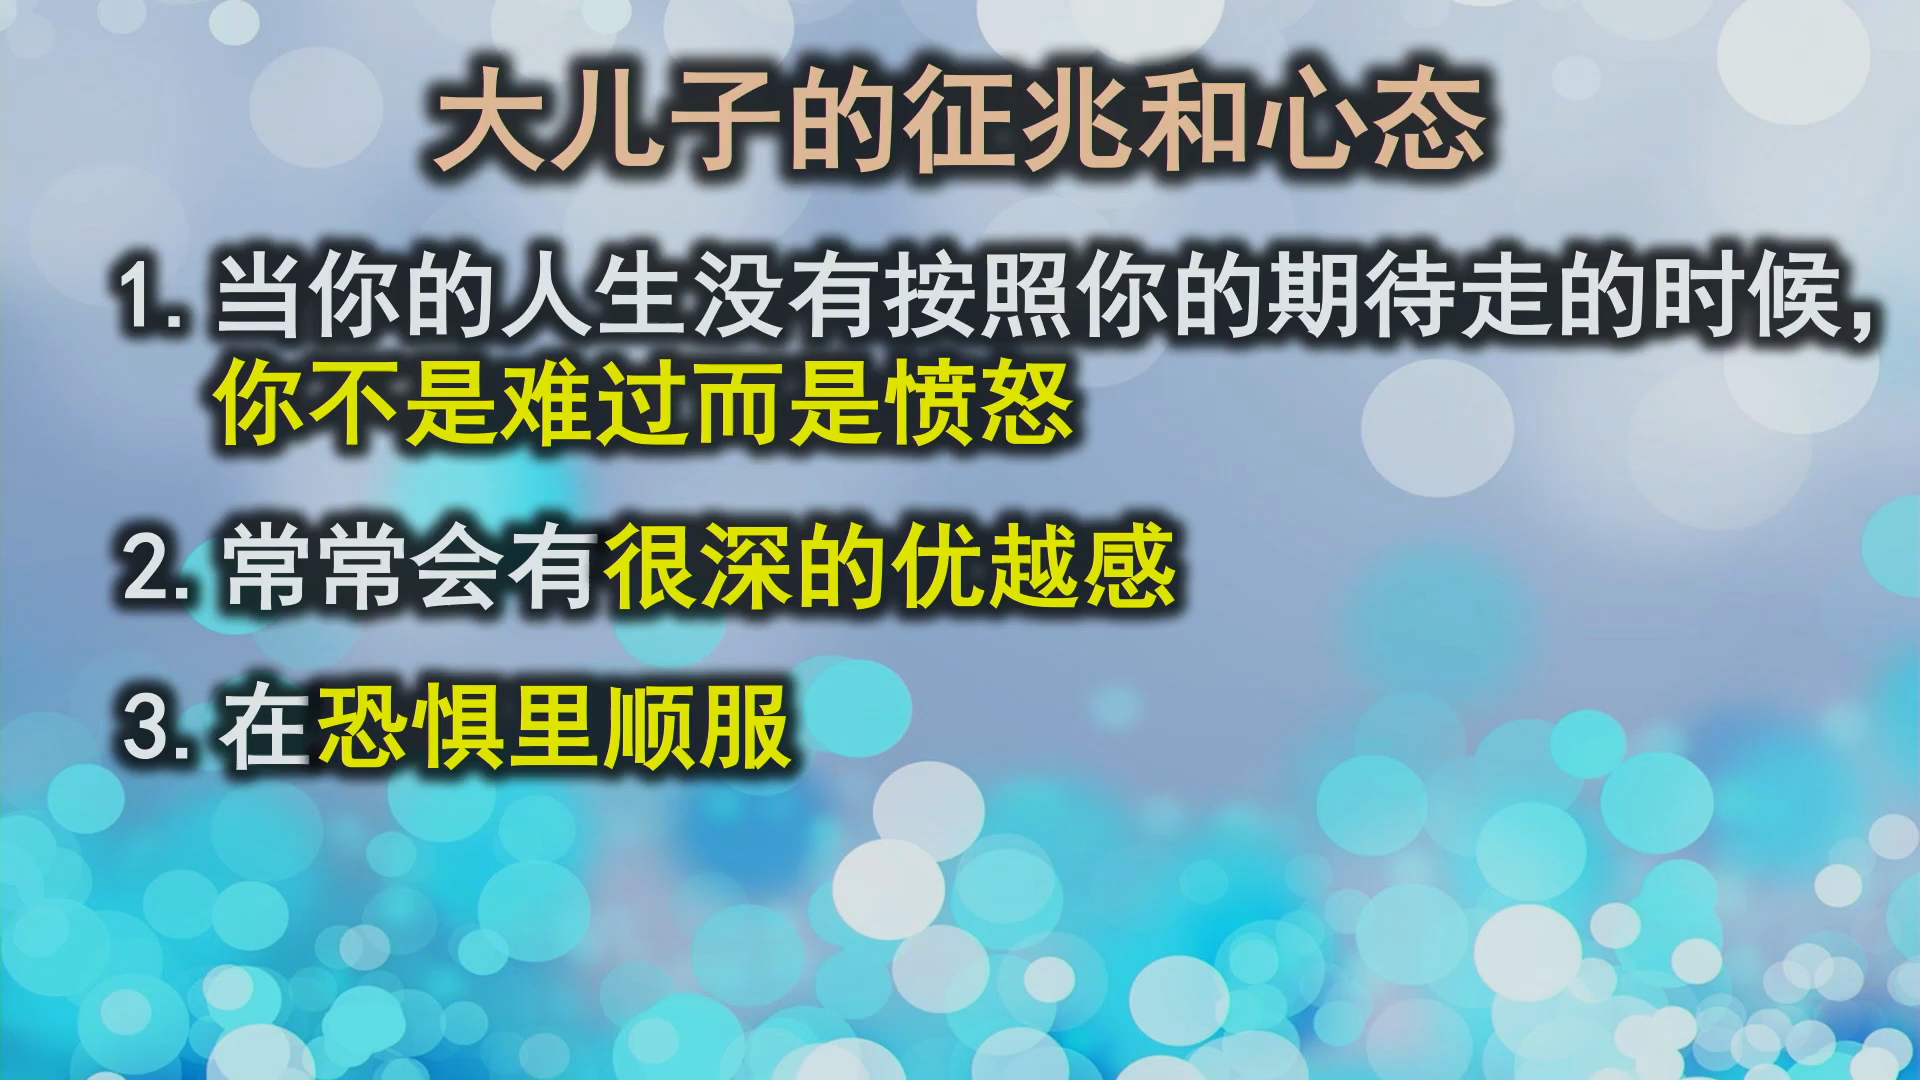 大儿子的征兆和心态
1.当你的人生没有按照你的期待走的时候，
你不是难过而是愤怒
2.常常会有很深的优越感
3.在恐惧里顺服